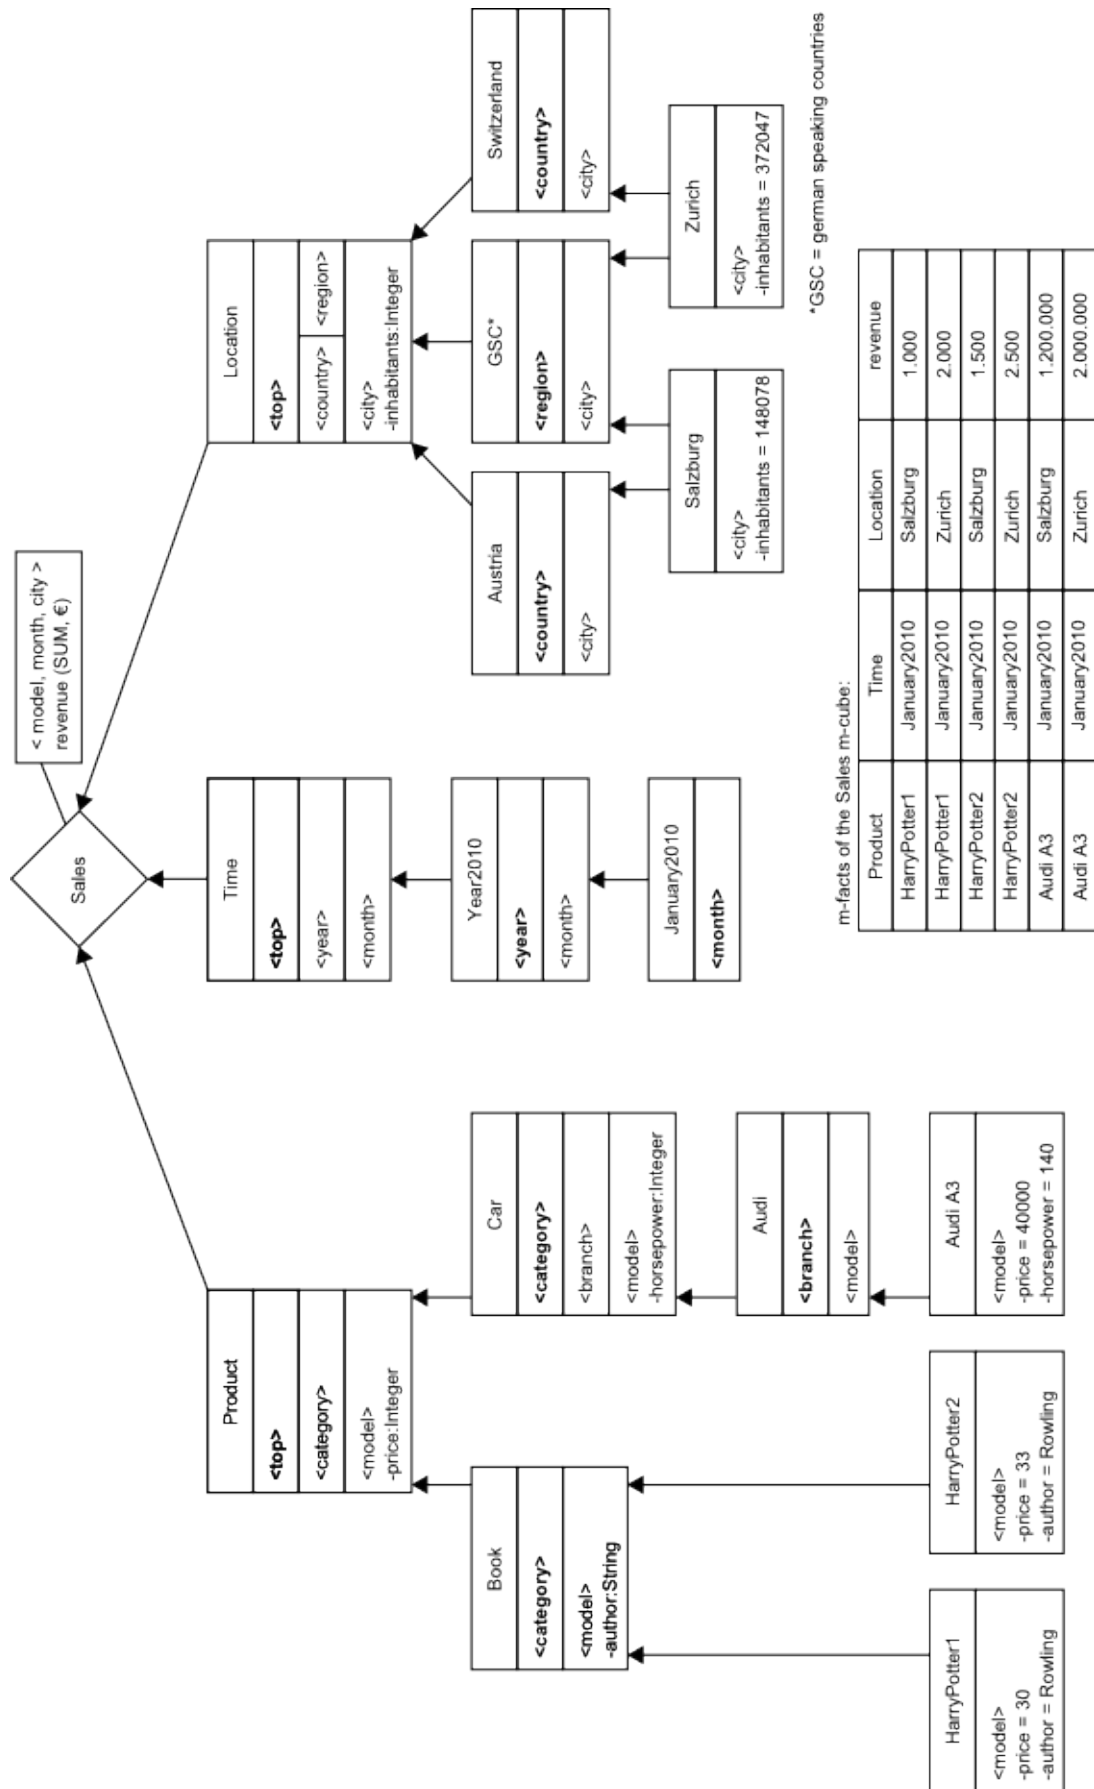 Sales
< model, month, city >
revenue (SUM, €)
Product
<top>
<category>
<model>
-price:Integer
Book
<category>
<model>
-author:String
HarryPotter1
<model>
-price = 30
-author = Rowling
HarryPotter2
<model>
-price = 33
-author = Rowling
Car
<category>
<branch>
<model>
-horsepower:Integer
Audi
<branch>
<model>
Audi A3
<model>
-price = 40000
-horsepower = 140
Time
<top>
<year>
<month>
Year2010
<year>
<month>
January2010
<month>
Location
<top>
<country> <region>
<city>
-inhabitants:Integer
Austria
<country>
<city>
GSC*
<region>
<city>
Switzerland
<country>
<city>
Salzburg
<city>
-inhabitants = 148078
Zurich
<city>
-inhabitants = 372047
*GSC = german speaking countries
m-facts of the Sales m-cube:
Product Time Location revenue
HarryPotter1 January2010 Salzburg 1.000
HarryPotter1 January2010 Zurich 2.000
HarryPotter2 January2010 Salzburg 1.500
HarryPotter2 January2010 Zurich 2.500
Audi A3 January2010 Salzburg 1.200.000
Audi A3 January2010 Zurich 2.000.000